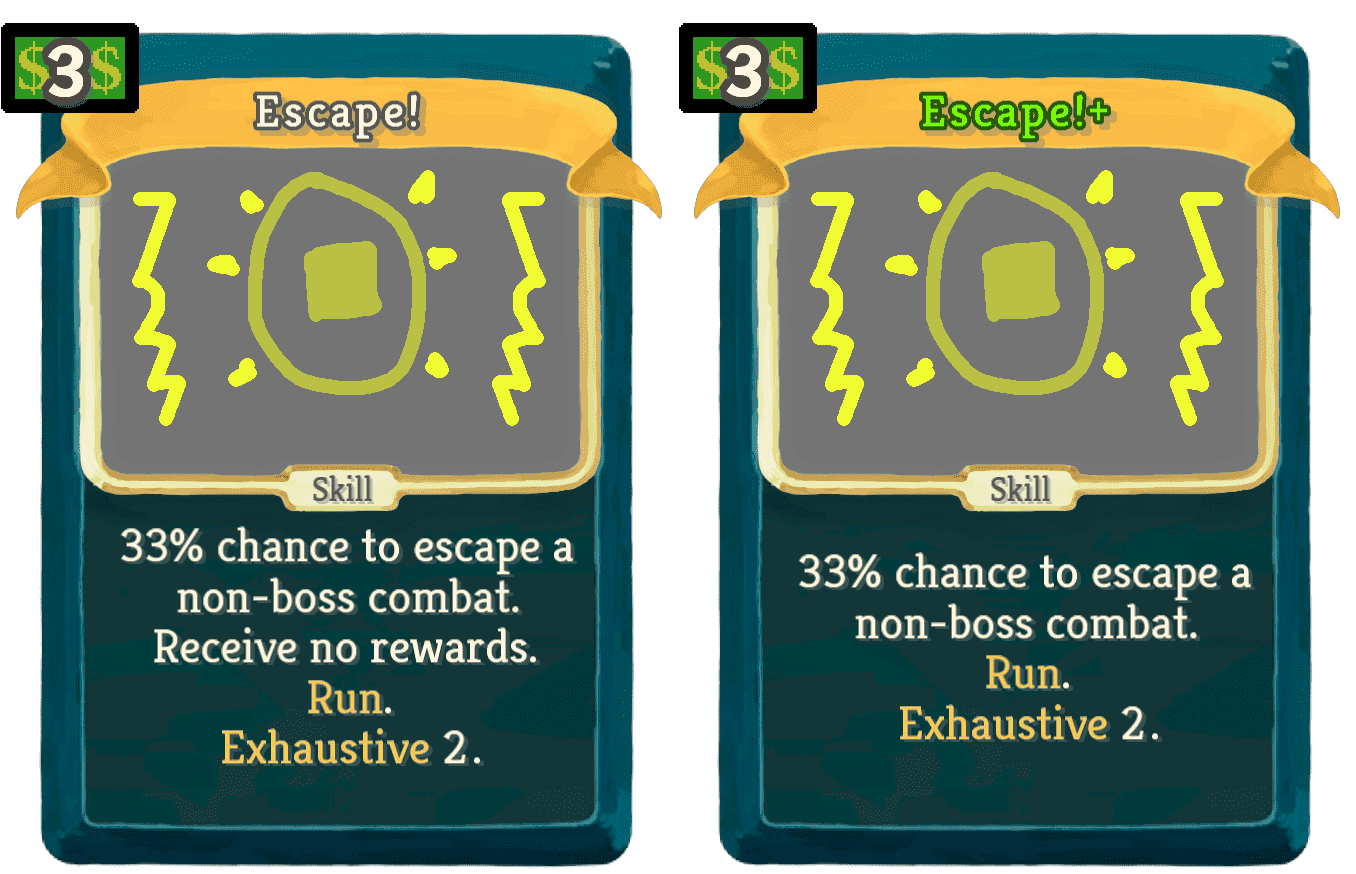 $3$
Escape!
Skill
33% chance to escape a
non-boss combat.
Receive no rewards.
Run.
Exhaustive 2.
$3$
Escape!+
Skill
33% chance to escape a
non-boss combat.
Run.
Exhaustive 2.